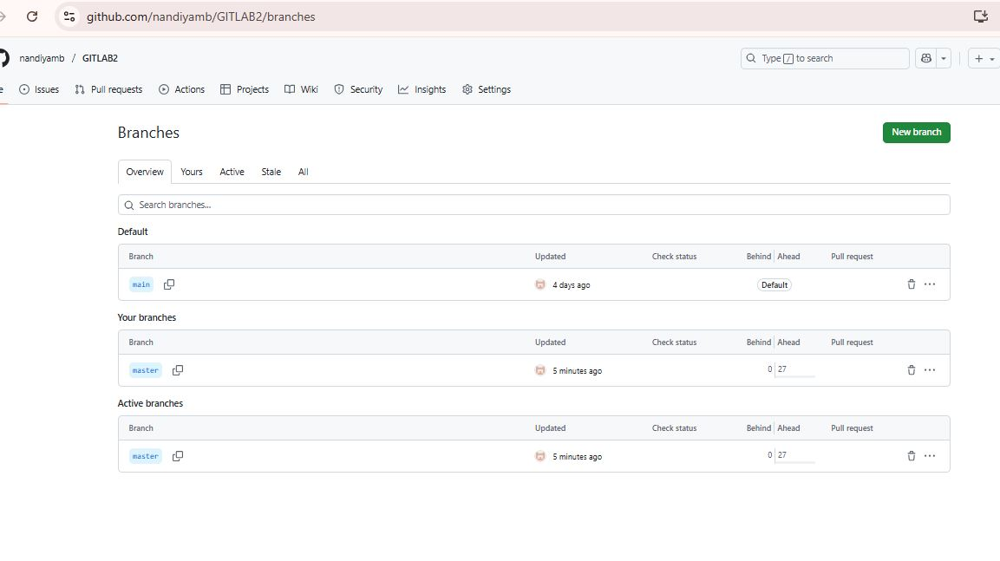 github.com/nandiyamb/GITLAB2/branches
nandiyamb / GITLAB2 Type / to search
e Issues Pull requests Actions Projects Wiki Security Insights Settings
Branches New branch
Overview Yours Active Stale All
Search branches...
Default
Branch Updated Check status Behind Ahead Pull request
main 4 days ago Default
Your branches
Branch Updated Check status Behind Ahead Pull request
master 5 minutes ago 0 27
Active branches
Branch Updated Check status Behind Ahead Pull request
master 5 minutes ago 0 27